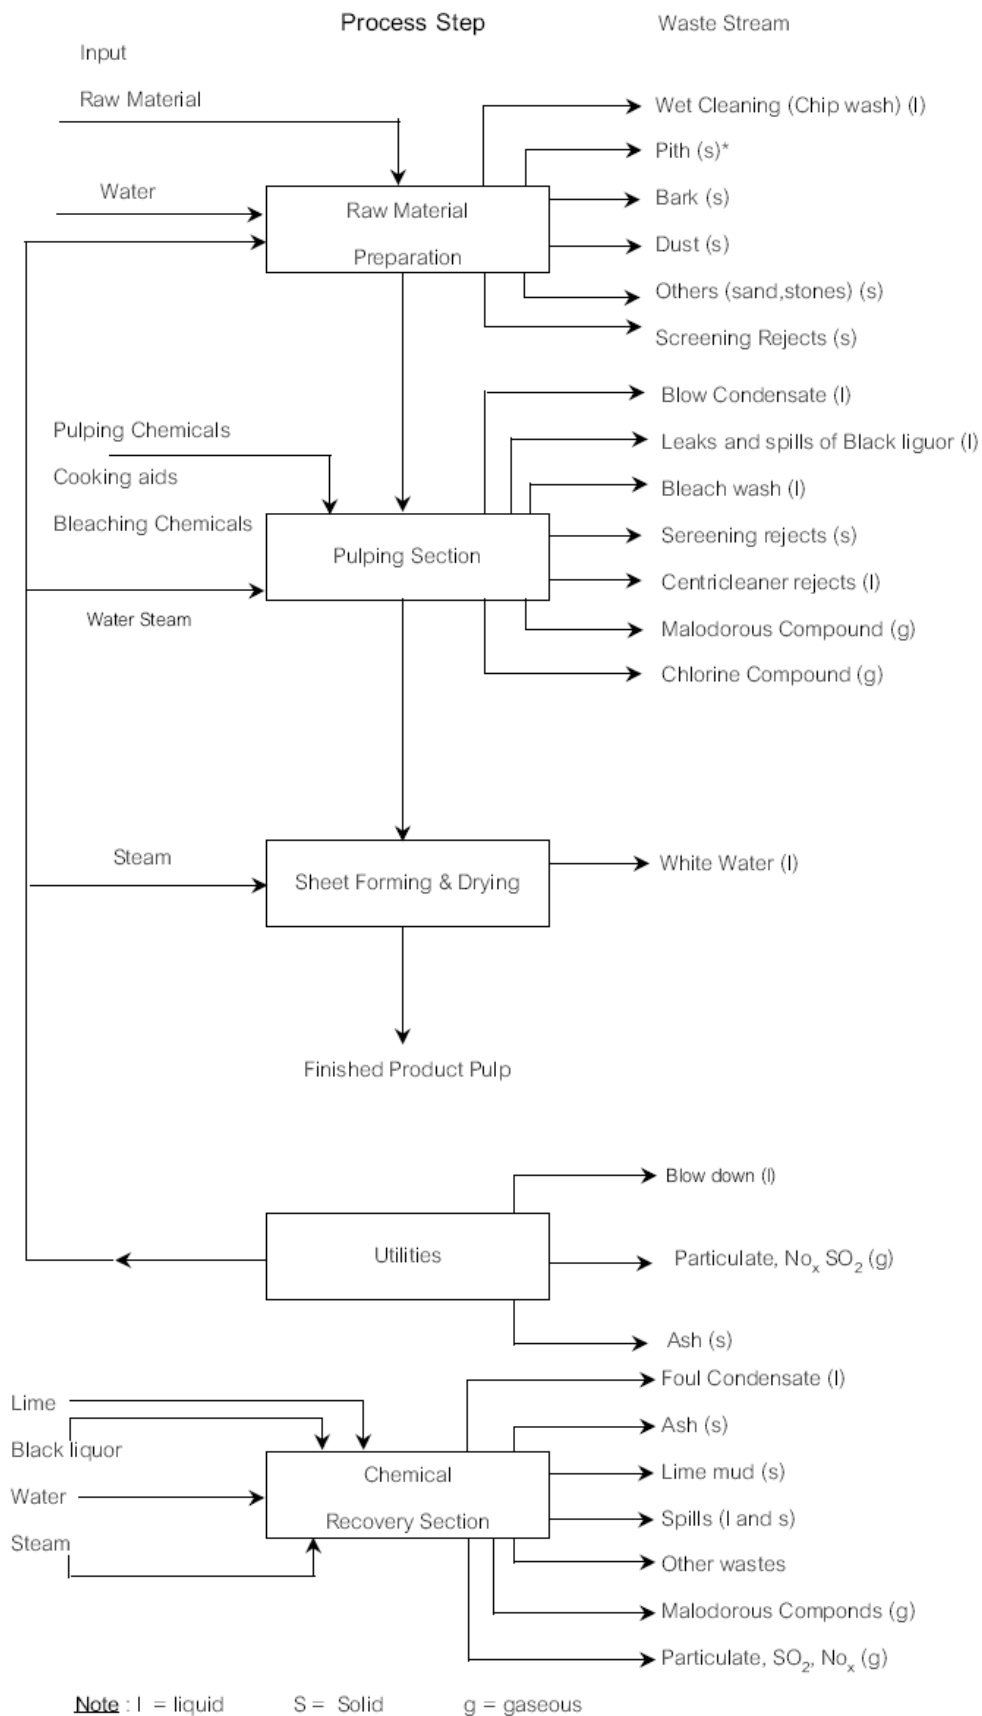 Process Step
Waste Stream
Input
Raw Material
Wet Cleaning (Chip wash) (l)
Pith (s)*
Water
Bark (s)
Raw Material
Preparation
Dust (s)
Others (sand,stones) (s)
Screening Rejects (s)
Blow Condensate (l)
Pulping Chemicals
Leaks and spills of Black liguor (l)
Cooking aids
Bleach wash (l)
Bleaching Chemicals
Sereening rejects (s)
Pulping Section
Centricleaner rejects (l)
Water Steam
Malodorous Compound (g)
Chlorine Compound (g)
Steam
White Water (l)
Sheet Forming & Drying
Finished Product Pulp
Blow down (l)
Utilities
Particulate, Noₓ SO₂ (g)
Ash (s)
Foul Condensate (l)
Lime
Ash (s)
Black liquor
Chemical
Recovery Section
Lime mud (s)
Water
Spills (l and s)
Steam
Other wastes
Malodorous Componds (g)
Particulate, SO₂, Noₓ (g)
Note : l = liquid S = Solid g = gaseous